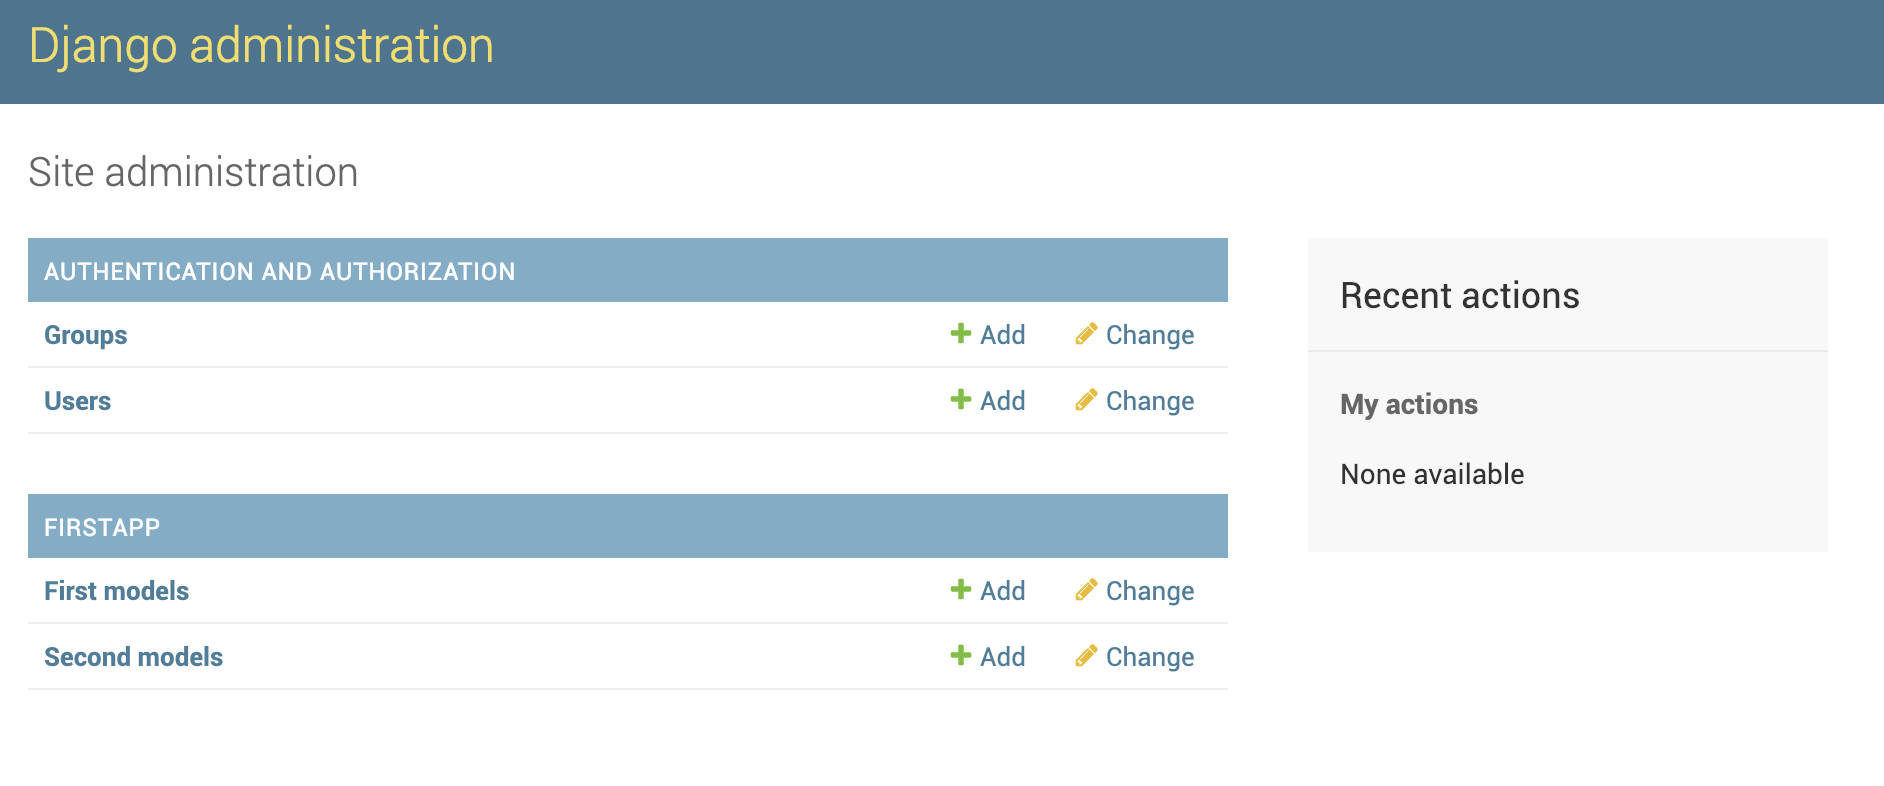 Django administration
Site administration
AUTHENTICATION AND AUTHORIZATION
Groups Add Change
Users Add Change
FIRSTAPP
First models Add Change
Second models Add Change
Recent actions
My actions
None available